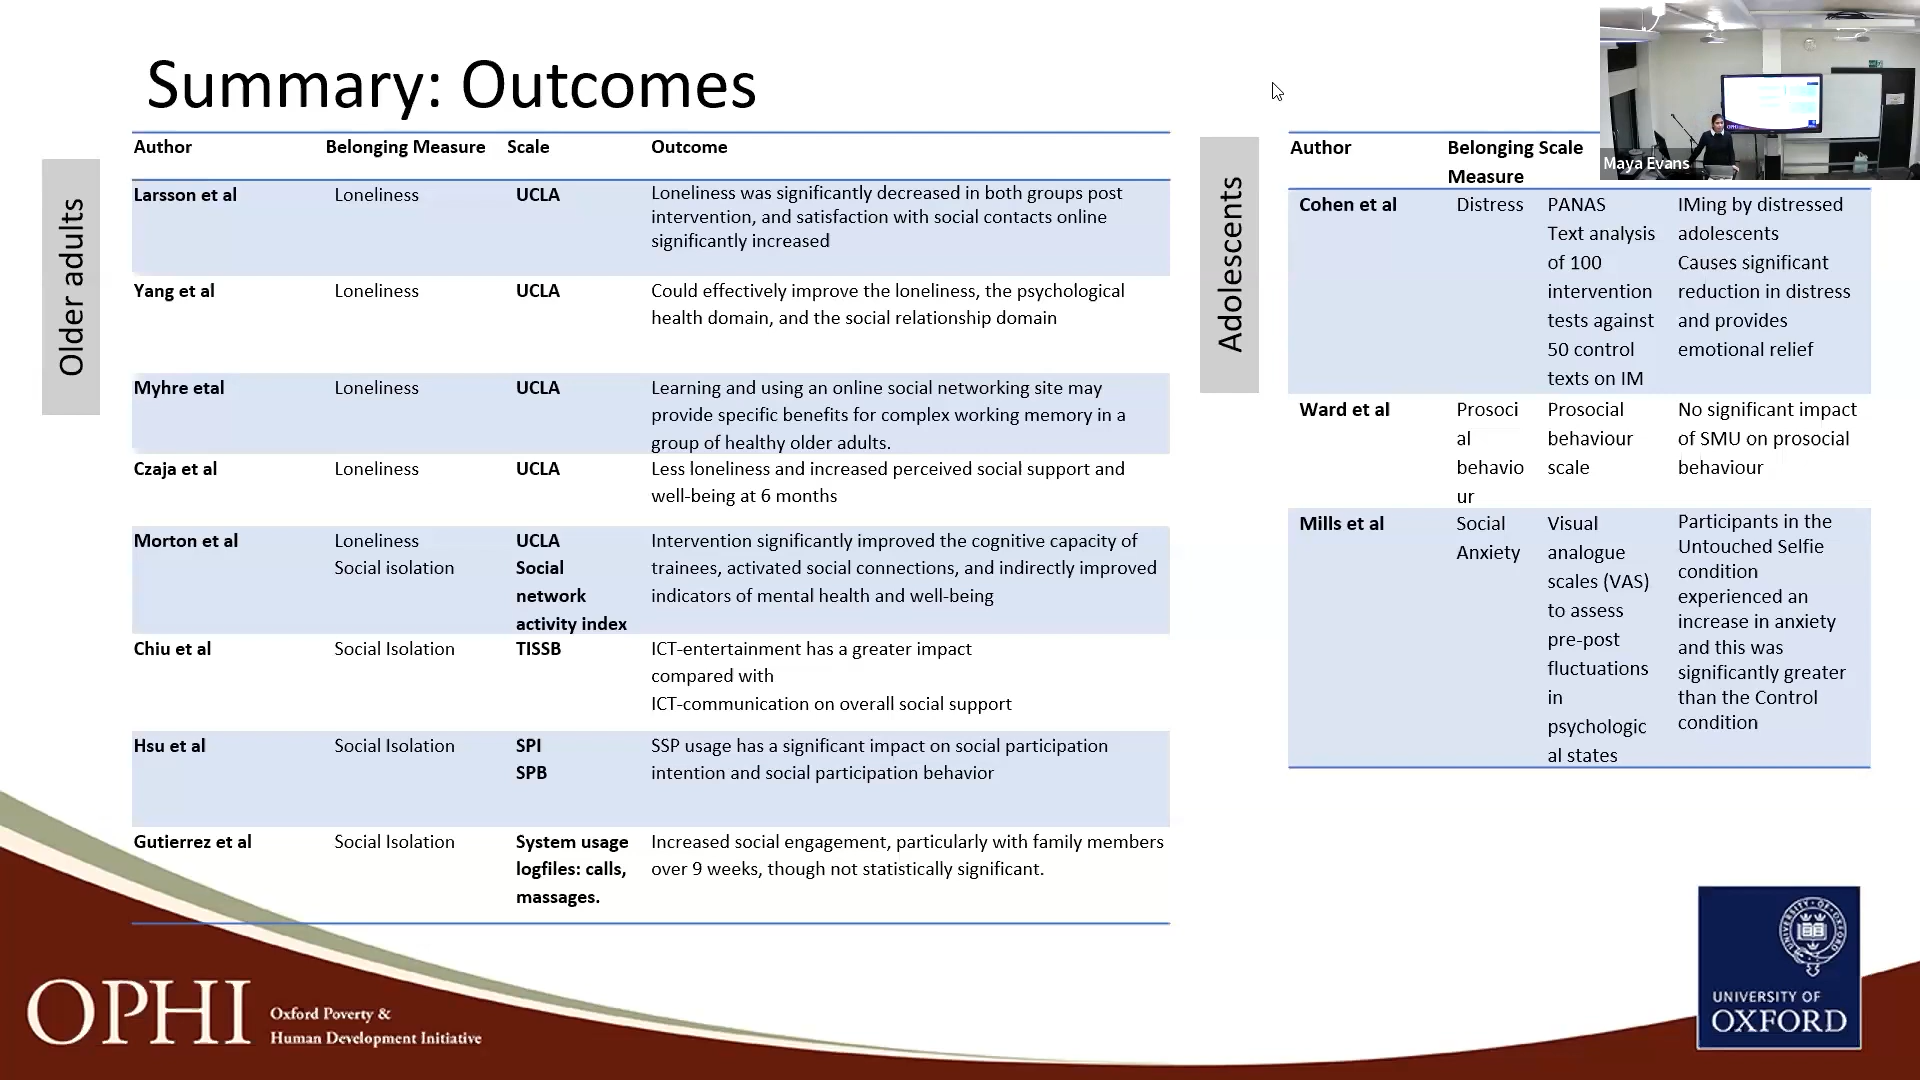 Summary: Outcomes
Older adults
Author Belonging Measure Scale Outcome
Larsson et al Loneliness UCLA Loneliness was significantly decreased in both groups post
intervention, and satisfaction with social contacts online
significantly increased
Yang et al Loneliness UCLA Could effectively improve the loneliness, the psychological
health domain, and the social relationship domain
Myhre etal Loneliness UCLA Learning and using an online social networking site may
provide specific benefits for complex working memory in a
group of healthy older adults.
Czaja et al Loneliness UCLA Less loneliness and increased perceived social support and
well-being at 6 months
Morton et al Loneliness UCLA Intervention significantly improved the cognitive capacity of
Social isolation Social trainees, activated social connections, and indirectly improved
network indicators of mental health and well-being
activity index
Chiu et al Social Isolation TISSB ICT-entertainment has a greater impact
compared with
ICT-communication on overall social support
Hsu et al Social Isolation SPI SSP usage has a significant impact on social participation
SPB intention and social participation behavior
Gutierrez et al Social Isolation System usage Increased social engagement, particularly with family members
logfiles: calls, over 9 weeks, though not statistically significant.
massages.
Adolescents
Author Belonging Scale
Measure
Cohen et al Distress PANAS IMing by distressed
Text analysis adolescents
of 100 Causes significant
intervention reduction in distress
tests against and provides
50 control emotional relief
texts on IM
Ward et al Prosoci Prosocial No significant impact
al behaviour of SMU on prosocial
behavio scale behaviour
ur
Mills et al Social Visual Participants in the
Anxiety analogue Untouched Selfie
scales (VAS) condition
to assess experienced an
pre-post increase in anxiety
fluctuations and this was
in significantly greater
psychologic than the Control
al states condition
Maya Evans
OPHI
Oxford Poverty &
Human Development Initiative
UNIVERSITY OF
OXFORD